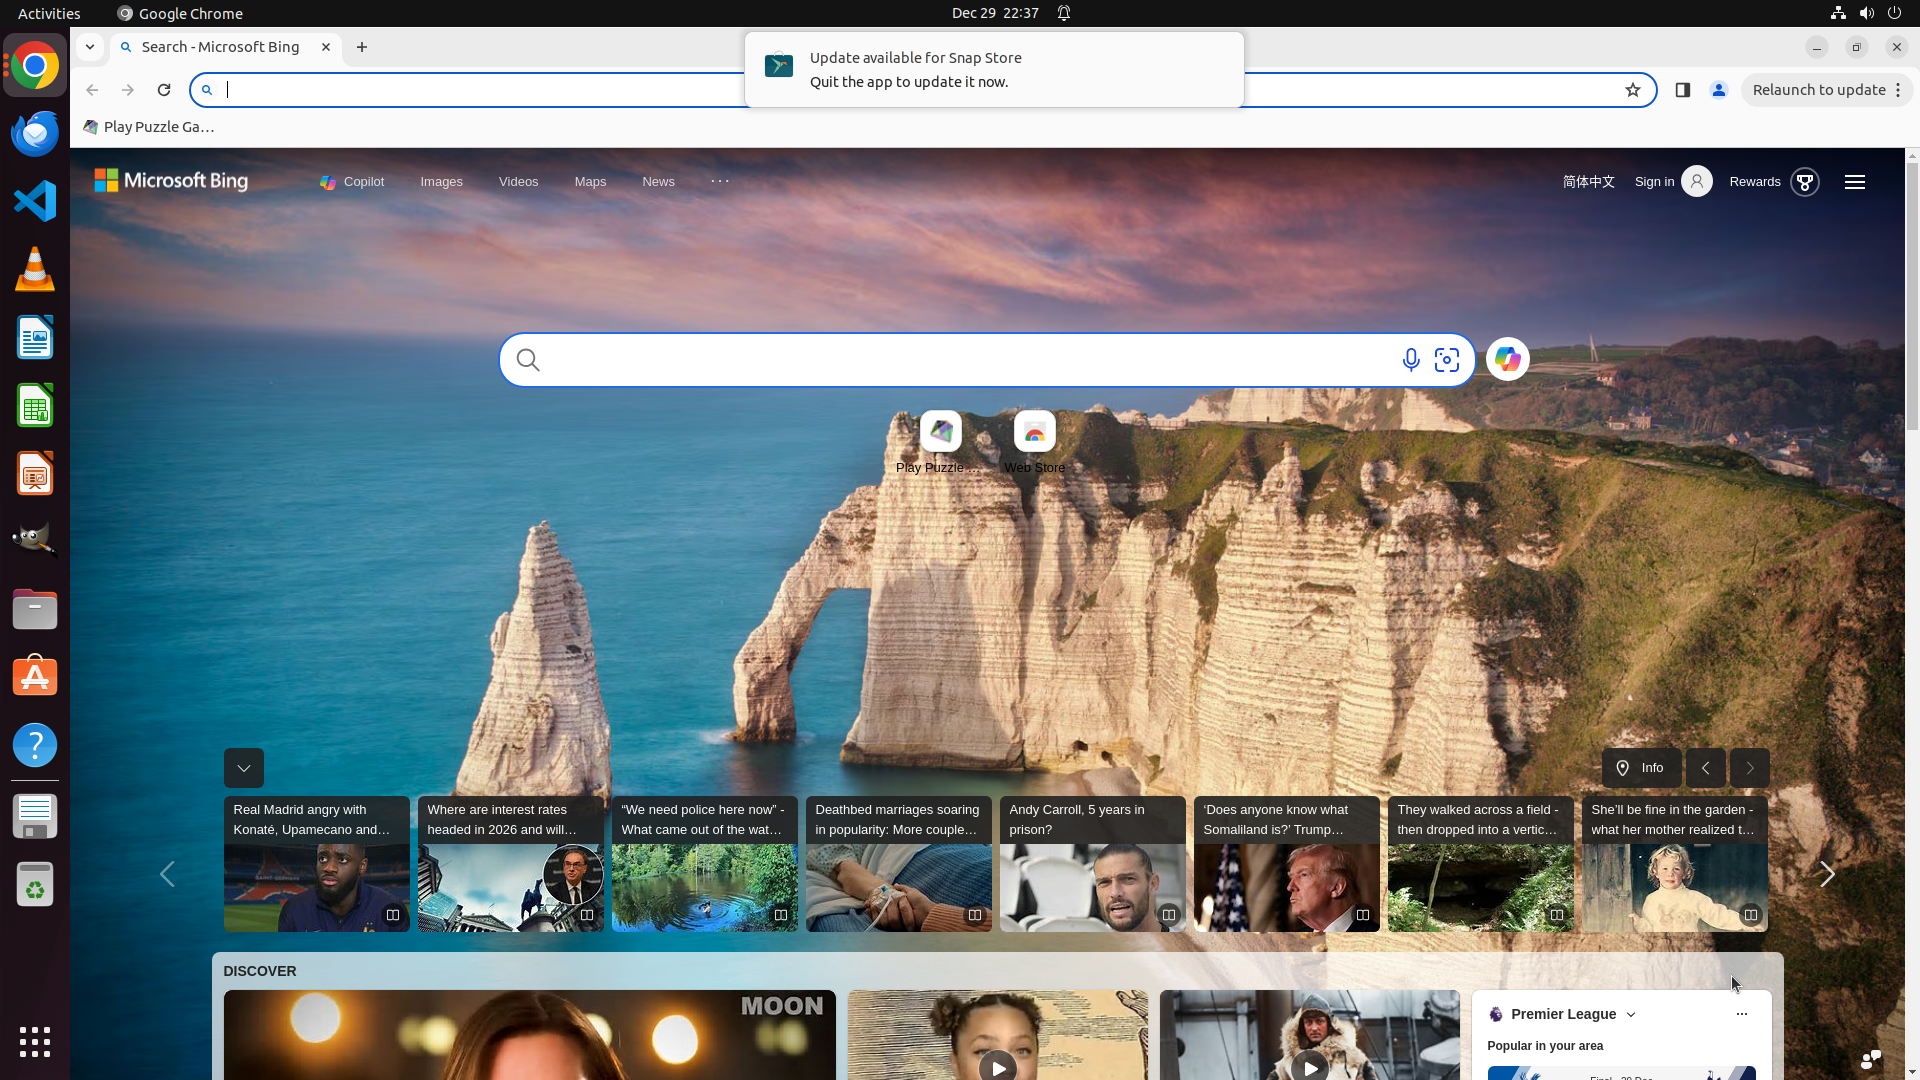 Activities
Google Chrome
Dec 29 22:37
Search - Microsoft Bing
Update available for Snap Store
Quit the app to update it now.
Relaunch to update
Play Puzzle Ga…
Microsoft Bing
Copilot
Images
Videos
Maps
News
简体中文
Sign in
Rewards
Play Puzzle …
Web Store
Info
Real Madrid angry with
Konaté, Upamecano and…
Where are interest rates
headed in 2026 and will…
“We need police here now” -
What came out of the wat…
Deathbed marriages soaring
in popularity: More couple…
Andy Carroll, 5 years in
prison?
‘Does anyone know what
Somaliland is?’ Trump…
They walked across a field -
then dropped into a vertic…
She’ll be fine in the garden -
what her mother realized t…
DISCOVER
MOON
Premier League
Popular in your area